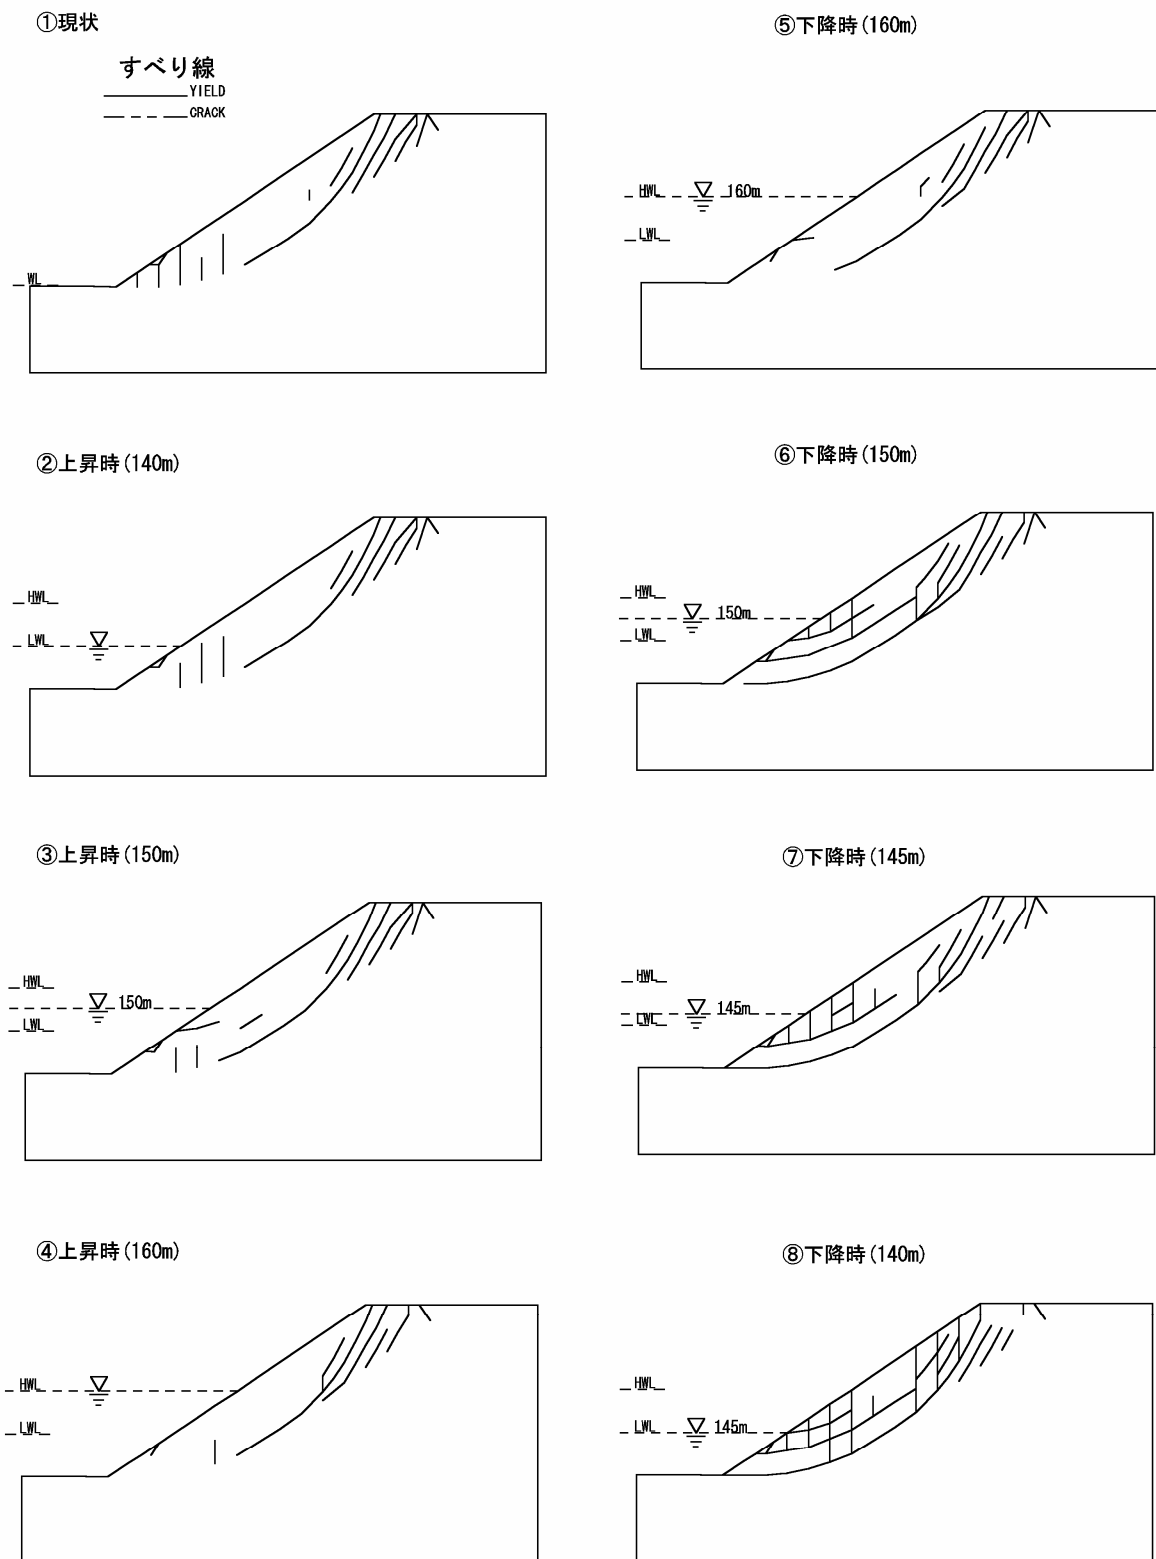 ①現状
すべり線
YIELD
CRACK
WL
②上昇時(140m)
HWL
LWL
③上昇時(150m)
HWL
150m
LWL
④上昇時(160m)
HWL
LWL
⑤下降時(160m)
HWL
160m
LWL
⑥下降時(150m)
HWL
150m
LWL
⑦下降時(145m)
HWL
145m
LWL
⑧下降時(140m)
HWL
LWL
145m